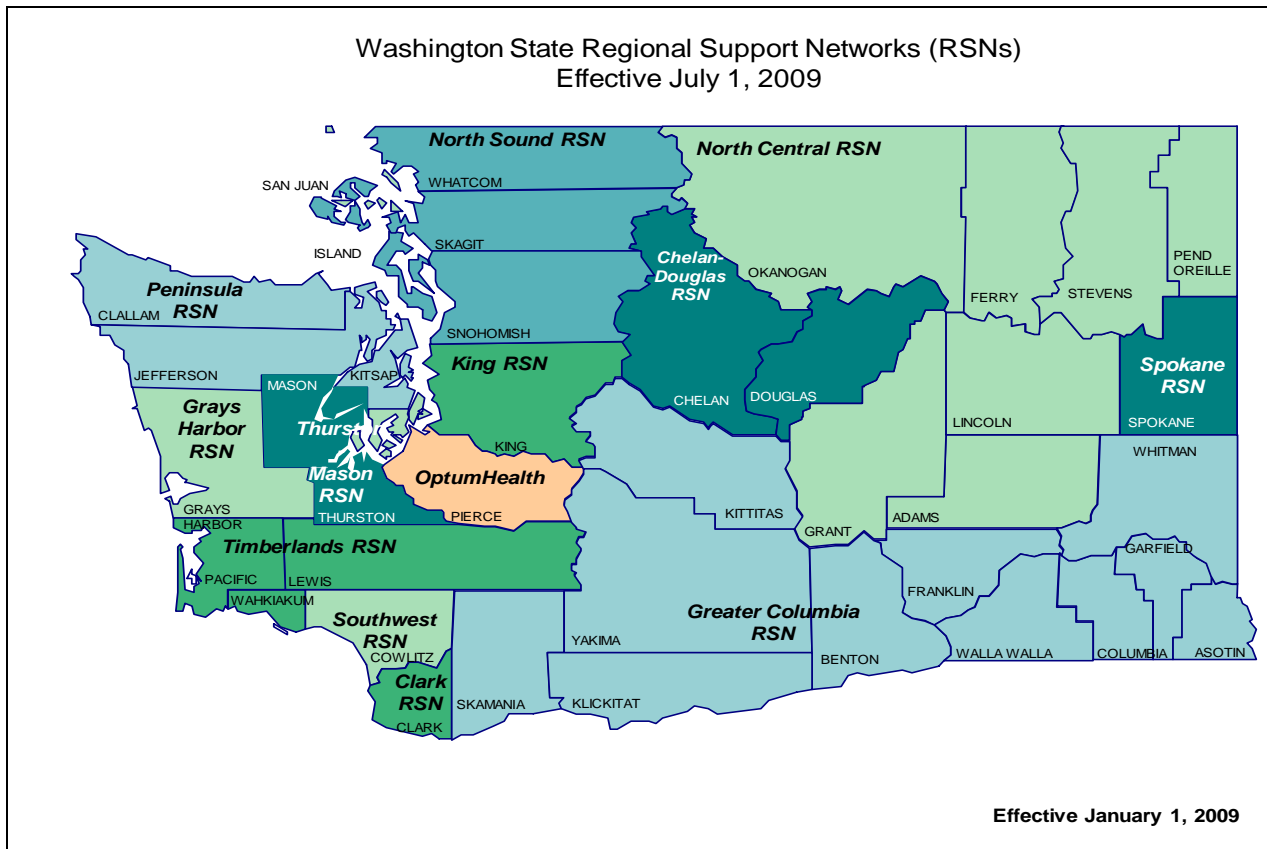 Washington State Regional Support Networks (RSNs)
Effective July 1, 2009
North Sound RSN
North Central RSN
WHATCOM
SAN JUAN
SKAGIT
ISLAND
Chelan-
Douglas
RSN
OKANOGAN
PEND
OREILLE
FERRY
STEVENS
Peninsula
RSN
CLALLAM
SNOHOMISH
King RSN
Spokane
RSN
JEFFERSON
MASON
KITSAP
CHELAN
DOUGLAS
LINCOLN
SPOKANE
Grays
Harbor
RSN
Thurston
Mason
RSN
KING
WHITMAN
OptumHealth
GRAYS
HARBOR
THURSTON
PIERCE
KITTITAS
GRANT
ADAMS
Timberlands RSN
GARFIELD
PACIFIC
LEWIS
FRANKLIN
WAHKIAKUM
Southwest
RSN
COWLITZ
Greater Columbia
RSN
YAKIMA
BENTON
WALLA WALLA
COLUMBIA
ASOTIN
Clark
RSN
CLARK
SKAMANIA
KLICKITAT
Effective January 1, 2009